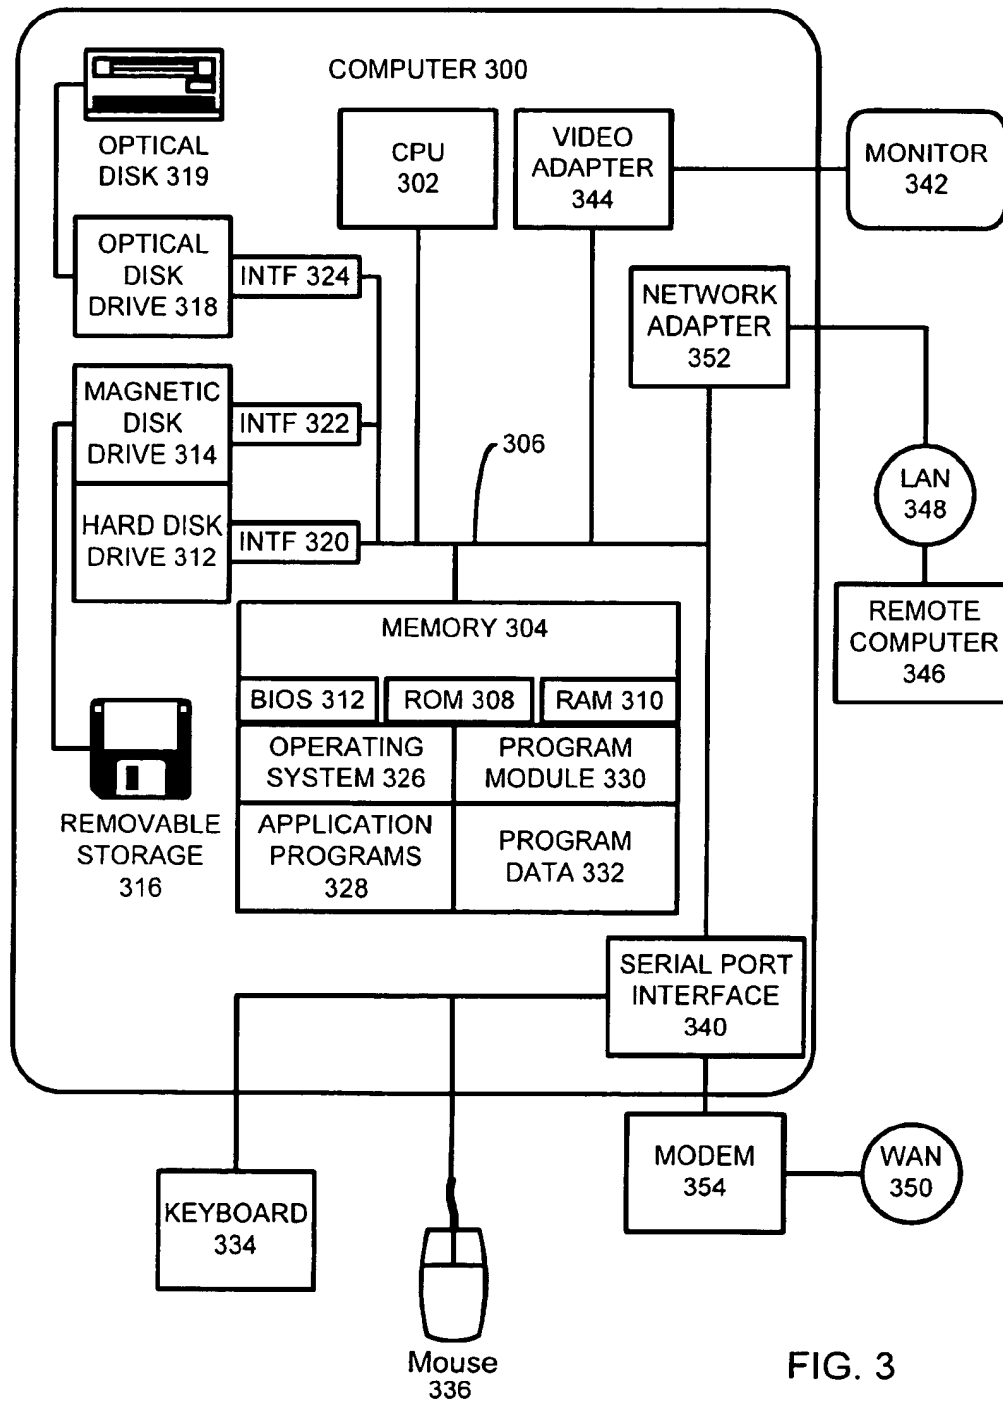 COMPUTER 300
OPTICAL
DISK 319
CPU
302
VIDEO
ADAPTER
344
MONITOR
342
OPTICAL
DISK
DRIVE 318
INTF 324
NETWORK
ADAPTER
352
MAGNETIC
DISK
DRIVE 314
INTF 322
306
LAN
348
HARD DISK
DRIVE 312
INTF 320
REMOTE
COMPUTER
346
MEMORY 304
BIOS 312
ROM 308
RAM 310
OPERATING
SYSTEM 326
PROGRAM
MODULE 330
REMOVABLE
STORAGE
316
APPLICATION
PROGRAMS
328
PROGRAM
DATA 332
SERIAL PORT
INTERFACE
340
MODEM
354
WAN
350
KEYBOARD
334
Mouse
336
FIG. 3